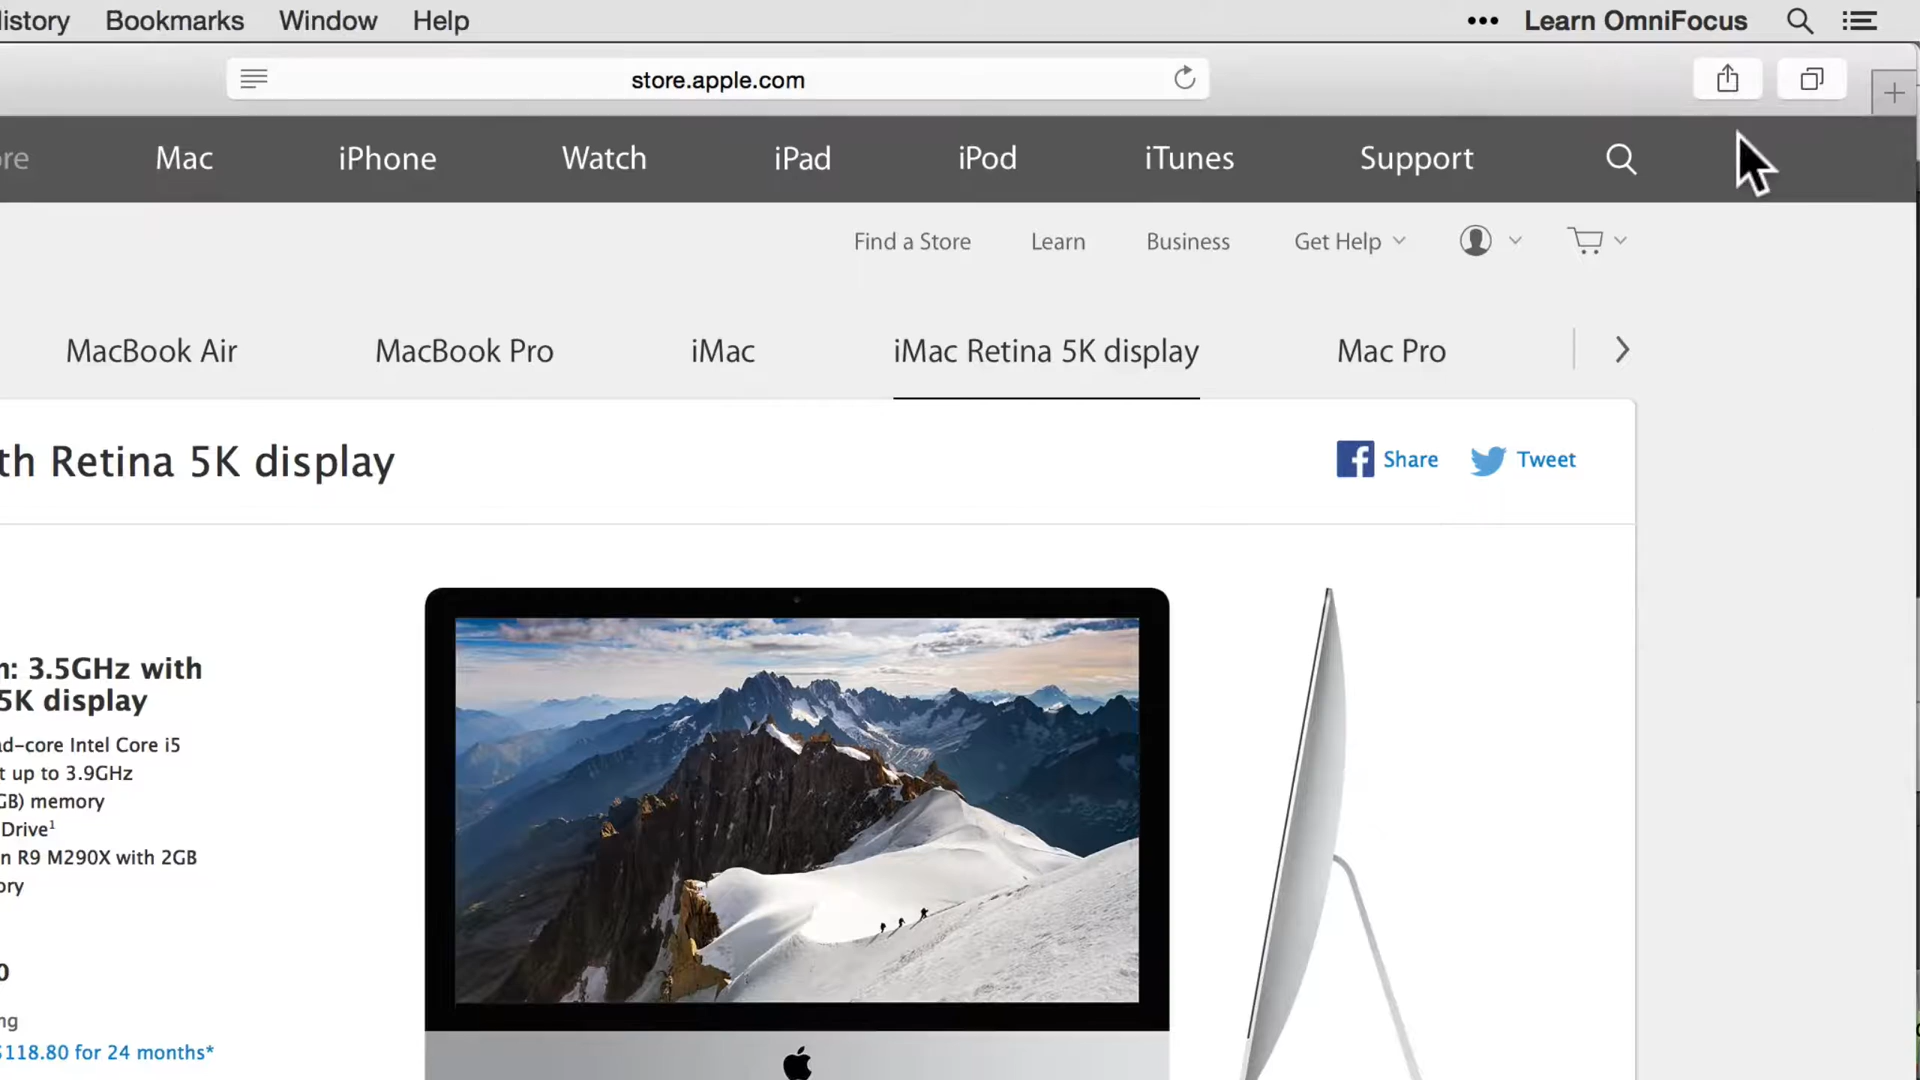 History Bookmarks Window Help ••• Learn OmniFocus
store.apple.com
re Mac iPhone Watch iPad iPod iTunes Support
Find a Store Learn Business Get Help
MacBook Air MacBook Pro iMac iMac Retina 5K display Mac Pro
th Retina 5K display Share Tweet
n: 3.5GHz with
5K display
d-core Intel Core i5
t up to 3.9GHz
GB) memory
Drive¹
n R9 M290X with 2GB
ory
0
ng
$118.80 for 24 months*